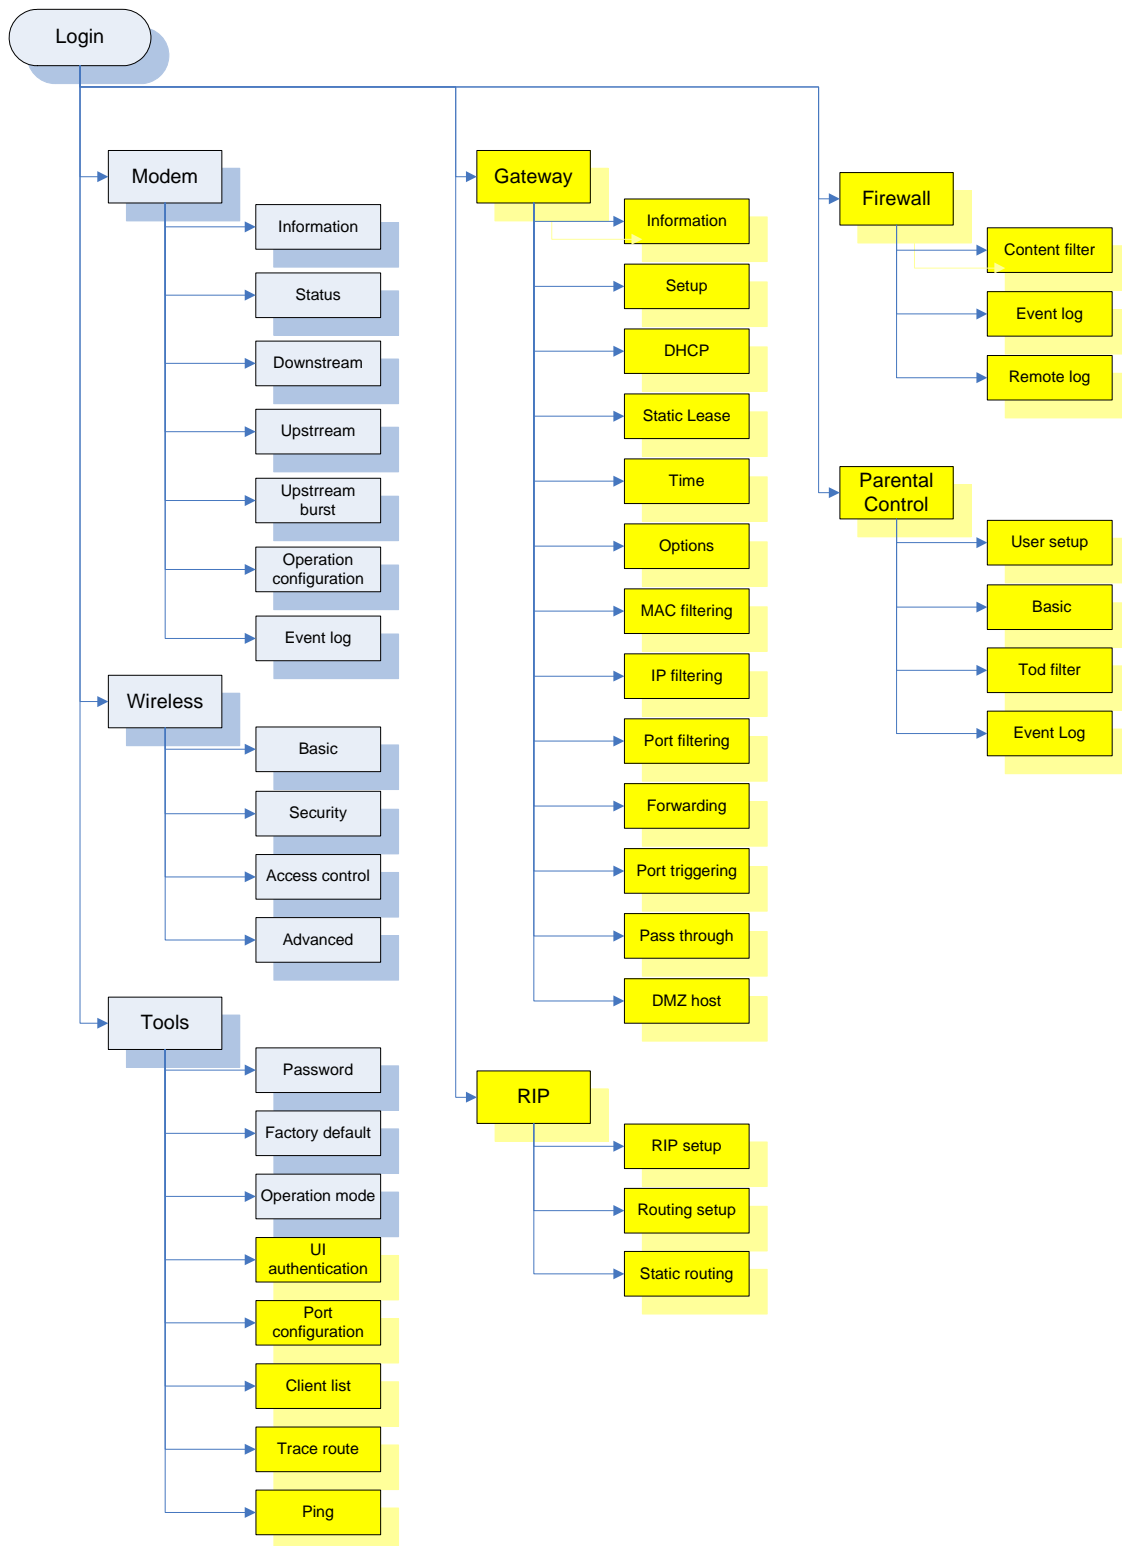 Login
Modem
Information
Status
Downstream
Upstrream
Upstrream
burst
Operation
configuration
Event log
Wireless
Basic
Security
Access control
Advanced
Tools
Password
Factory default
Operation mode
UI
authentication
Port
configuration
Client list
Trace route
Ping
Gateway
Information
Setup
DHCP
Static Lease
Time
Options
MAC filtering
IP filtering
Port filtering
Forwarding
Port triggering
Pass through
DMZ host
RIP
RIP setup
Routing setup
Static routing
Firewall
Content filter
Event log
Remote log
Parental
Control
User setup
Basic
Tod filter
Event Log